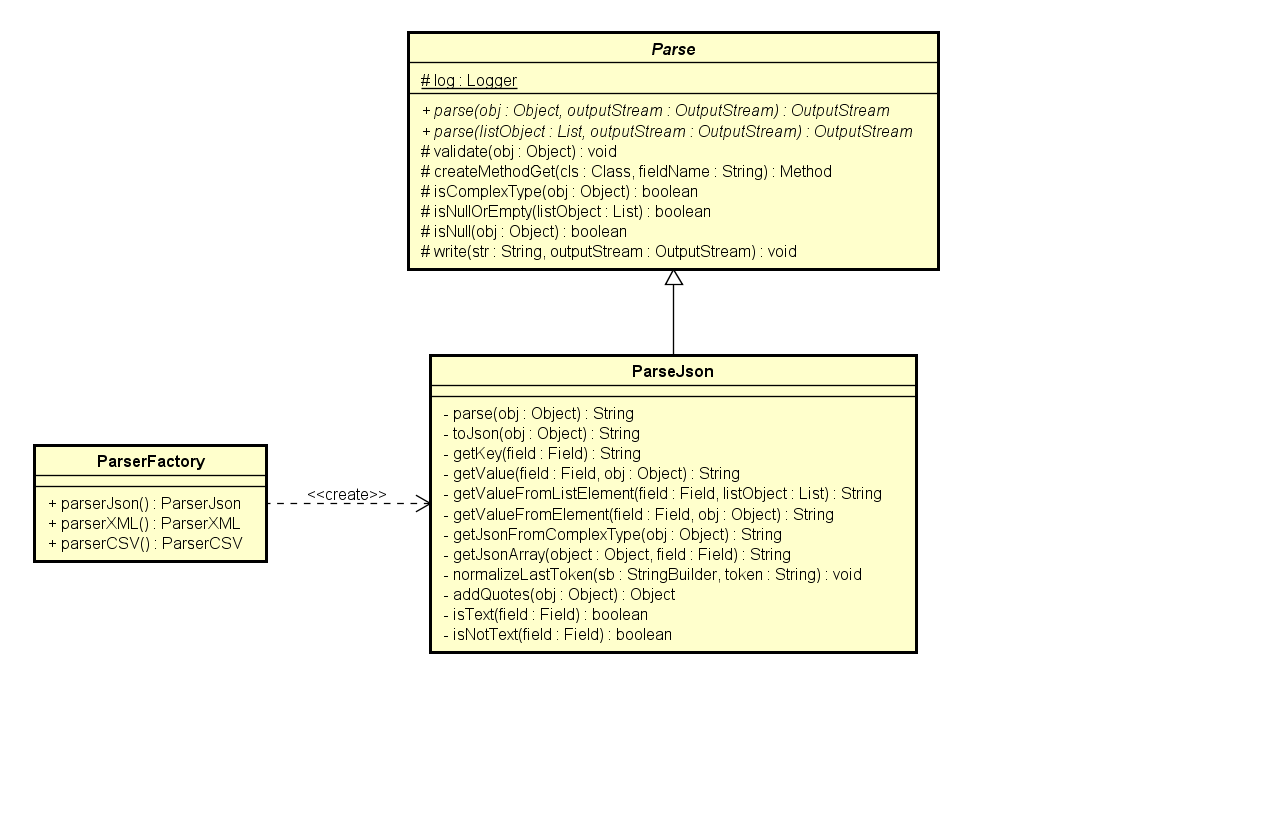 Parse
# log : Logger
+ parse(obj : Object, outputStream : OutputStream) : OutputStream
+ parse(listObject : List, outputStream : OutputStream) : OutputStream
# validate(obj : Object) : void
# createMethodGet(cls : Class, fieldName : String) : Method
# isComplexType(obj : Object) : boolean
# isNullOrEmpty(listObject : List) : boolean
# isNull(obj : Object) : boolean
# write(str : String, outputStream : OutputStream) : void
ParseJson
- parse(obj : Object) : String
- toJson(obj : Object) : String
- getKey(field : Field) : String
- getValue(field : Field, obj : Object) : String
- getValueFromListElement(field : Field, listObject : List) : String
- getValueFromElement(field : Field, obj : Object) : String
- getJsonFromComplexType(obj : Object) : String
- getJsonArray(object : Object, field : Field) : String
- normalizeLastToken(sb : StringBuilder, token : String) : void
- addQuotes(obj : Object) : Object
- isText(field : Field) : boolean
- isNotText(field : Field) : boolean
ParserFactory
+ parserJson() : ParserJson
+ parserXML() : ParserXML
+ parserCSV() : ParserCSV
<<create>>